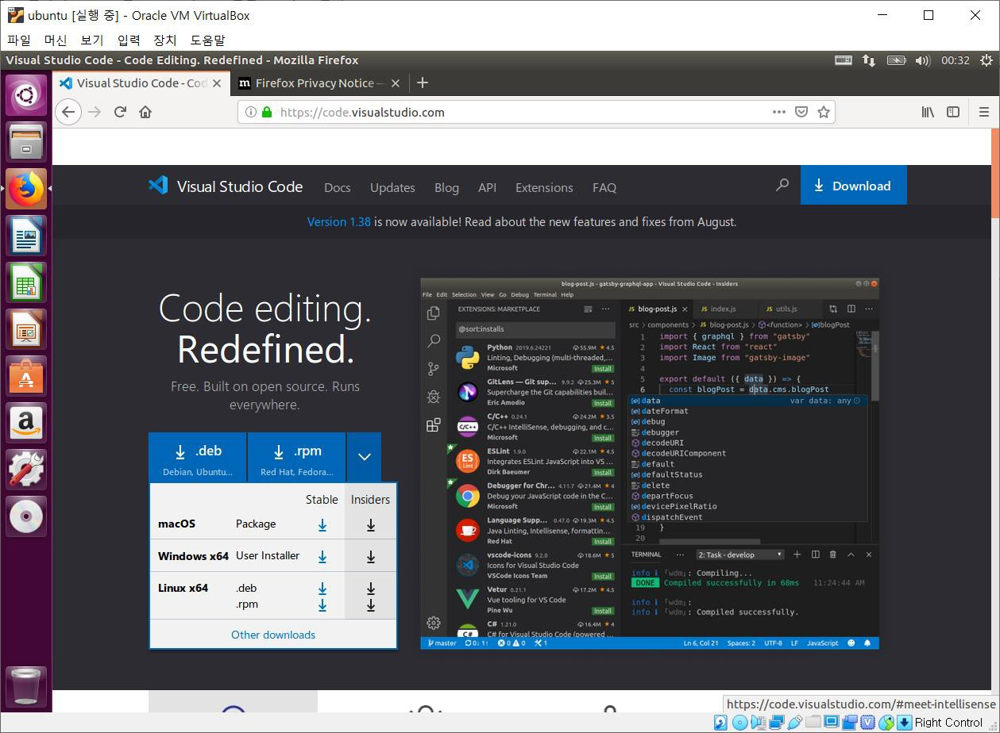 ubuntu [실행 중] - Oracle VM VirtualBox
파일 머신 보기 입력 장치 도움말
Visual Studio Code - Code Editing. Redefined - Mozilla Firefox
00:32
Visual Studio Code - Cod
Firefox Privacy Notice —
https://code.visualstudio.com
Visual Studio Code
Docs Updates Blog API Extensions FAQ
Download
Version 1.38 is now available! Read about the new features and fixes from August.
Code editing.
Redefined.
Free. Built on open source. Runs
everywhere.
.deb
Debian, Ubuntu...
.rpm
Red Hat, Fedora...
Stable Insiders
macOS Package
Windows x64 User Installer
Linux x64 .deb
.rpm
Other downloads
blog-post.js - gatsby-graphql-app - Visual Studio Code - Insiders
File Edit Selection View Go Debug Terminal Help
EXTENSIONS: MARKETPLACE
@sort:installs
Python 2019.6.24221 55.9M 4.5
Linting, Debugging (multi-threaded,...
Microsoft Install
GitLens — Git sup... 9.9.2 25.3M 5
Supercharge the Git capabilities buil...
Eric Amodio Install
C/C++ 0.24.1 24.2M 3.5
C/C++ IntelliSense, debugging, and c...
Microsoft Install
ESLint 1.9.0 22.1M 4.5
Integrates ESLint JavaScript into VS ...
Dirk Baeumer Install
Debugger for Chr... 4.11.7 21.4M 4
Debug your JavaScript code in the C...
Microsoft Install
Language Supp... 0.47.0 19.3M 4.5
Java Linting, Intellisense, formattin...
Red Hat Install
vscode-icons 9.2.0 18.6M 5
Icons for Visual Studio Code
VSCode Icons Team Install
Vetur 0.21.1 17.2M 4.5
Vue tooling for VS Code
Pine Wu Install
C# 1.21.0 16.4M 4
C# for Visual Studio Code (powered ...
JS blog-post.js JS index.js JS utils.js
src › components › JS blog-post.js › <function> › blogPost
1 import { graphql } from "gatsby"
2 import React from "react"
3 import Image from "gatsby-image"
4
5 export default ({ data }) => {
6 const blogPost = data.cms.blogPost
data var data: any
dateFormat
debug
debugger
decodeURI
decodeURIComponent
default
defaultStatus
delete
departFocus
devicePixelRatio
dispatchEvent
19 }
20
TERMINAL ... 2: Task - develop
info i ｢wdm｣: Compiling...
DONE Compiled successfully in 68ms 11:24:44 AM
info i ｢wdm｣:
info i ｢wdm｣: Compiled successfully.
master 0↓ 1↑ 0 0 1 Ln 6, Col 21 Spaces: 2 UTF-8 LF JavaScript
https://code.visualstudio.com/#meet-intellisense
Right Control